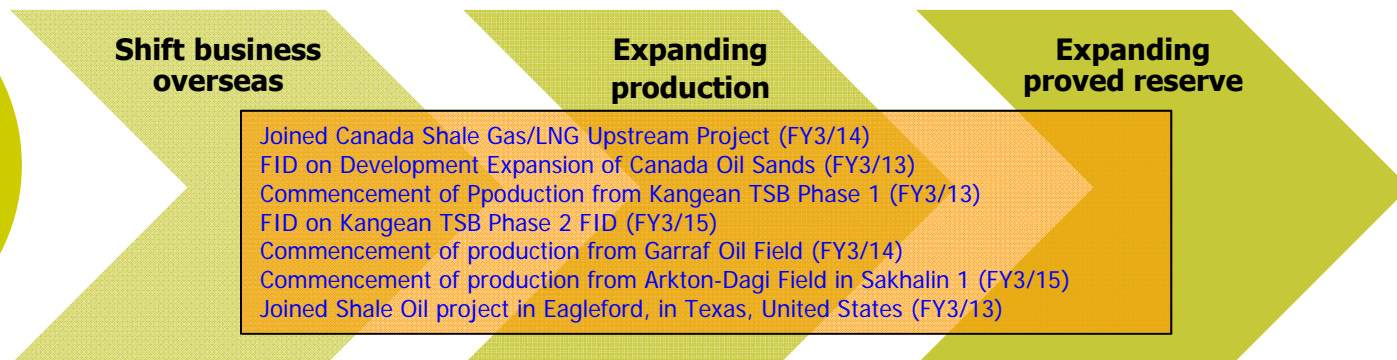 Shift business
overseas
Expanding
production
Expanding
proved reserve
Joined Canada Shale Gas/LNG Upstream Project (FY3/14)
FID on Development Expansion of Canada Oil Sands (FY3/13)
Commencement of Ppoduction from Kangean TSB Phase 1 (FY3/13)
FID on Kangean TSB Phase 2 FID (FY3/15)
Commencement of production from Garraf Oil Field (FY3/14)
Commencement of production from Arkton-Dagi Field in Sakhalin 1 (FY3/15)
Joined Shale Oil project in Eagleford, in Texas, United States (FY3/13)